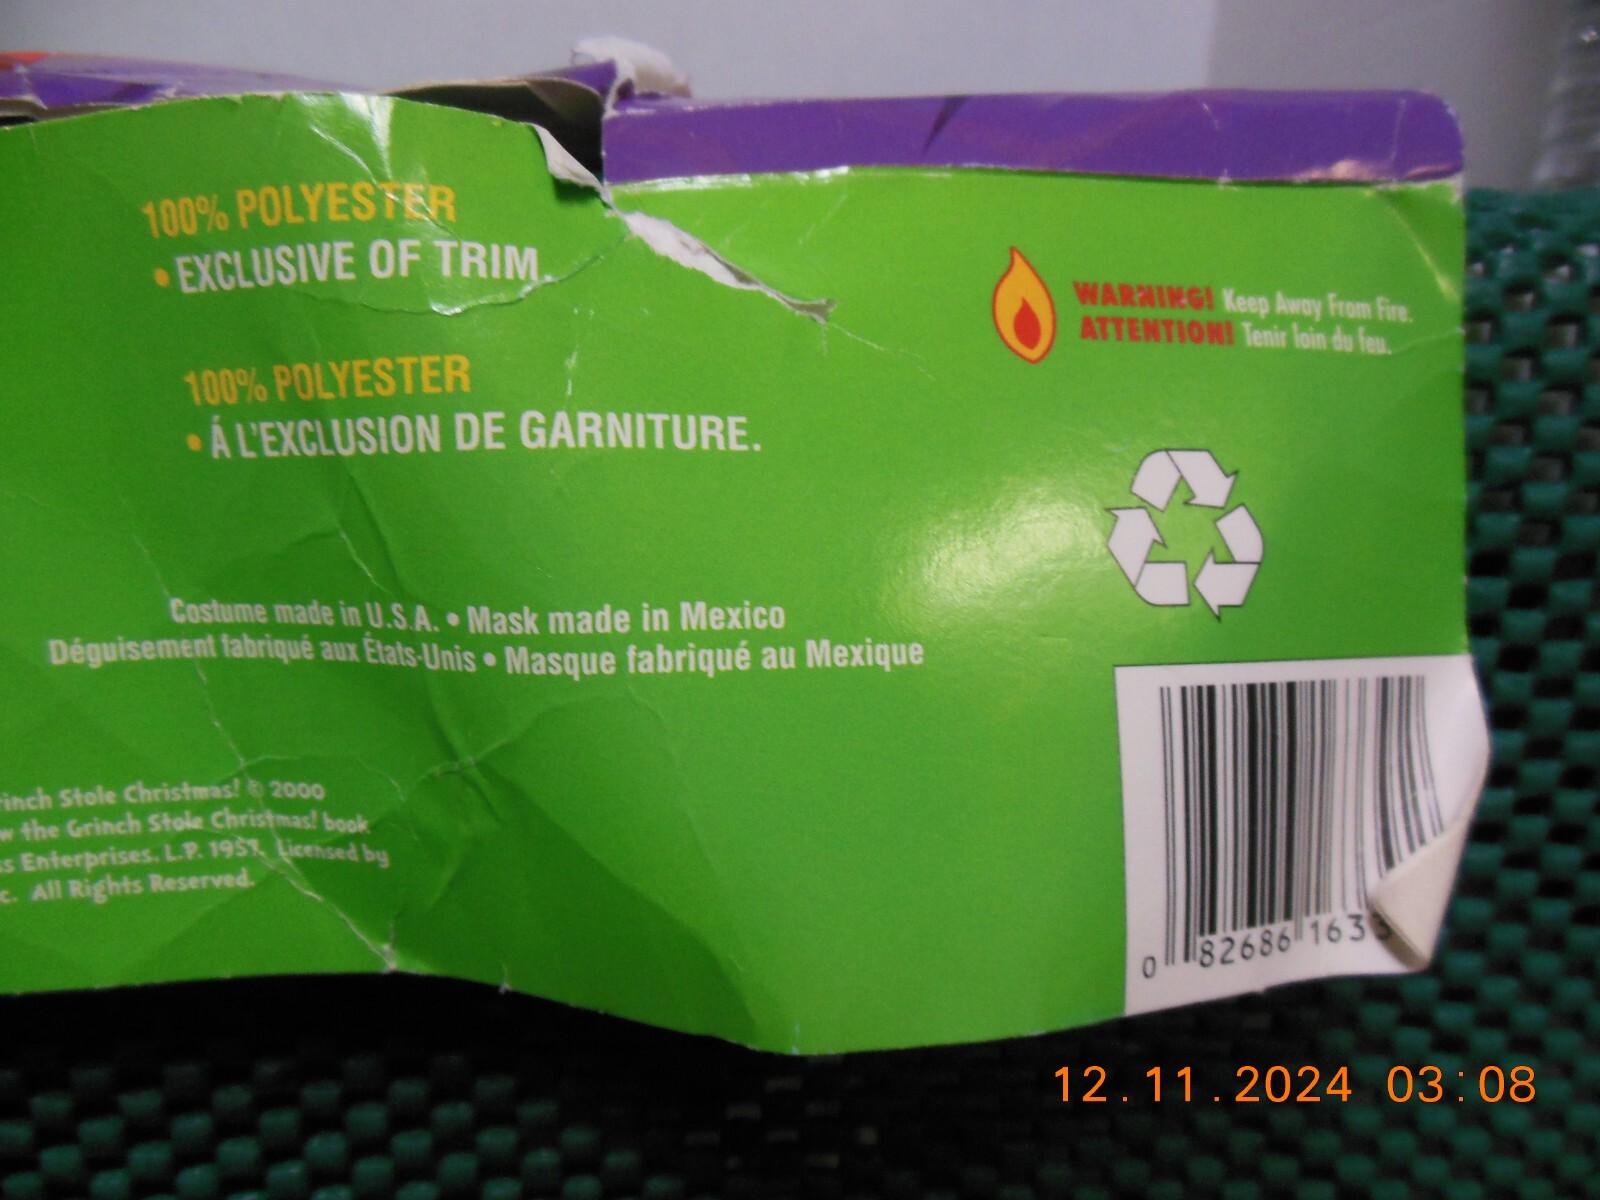 100% POLYESTER
• EXCLUSIVE OF TRIM.
WARNING! Keep Away From Fire.
ATTENTION! Tenir loin du feu.
100% POLYESTER
• Á L'EXCLUSION DE GARNITURE.
Costume made in U.S.A. • Mask made in Mexico
Déguisement fabriqué aux États-Unis • Masque fabriqué au Mexique
Stole Christmas! © 2000
the Grinch Stole Christmas! book
Enterprises, L.P. 1957. Licensed by
All Rights Reserved.
0 82686 163
12.11.2024 03:08